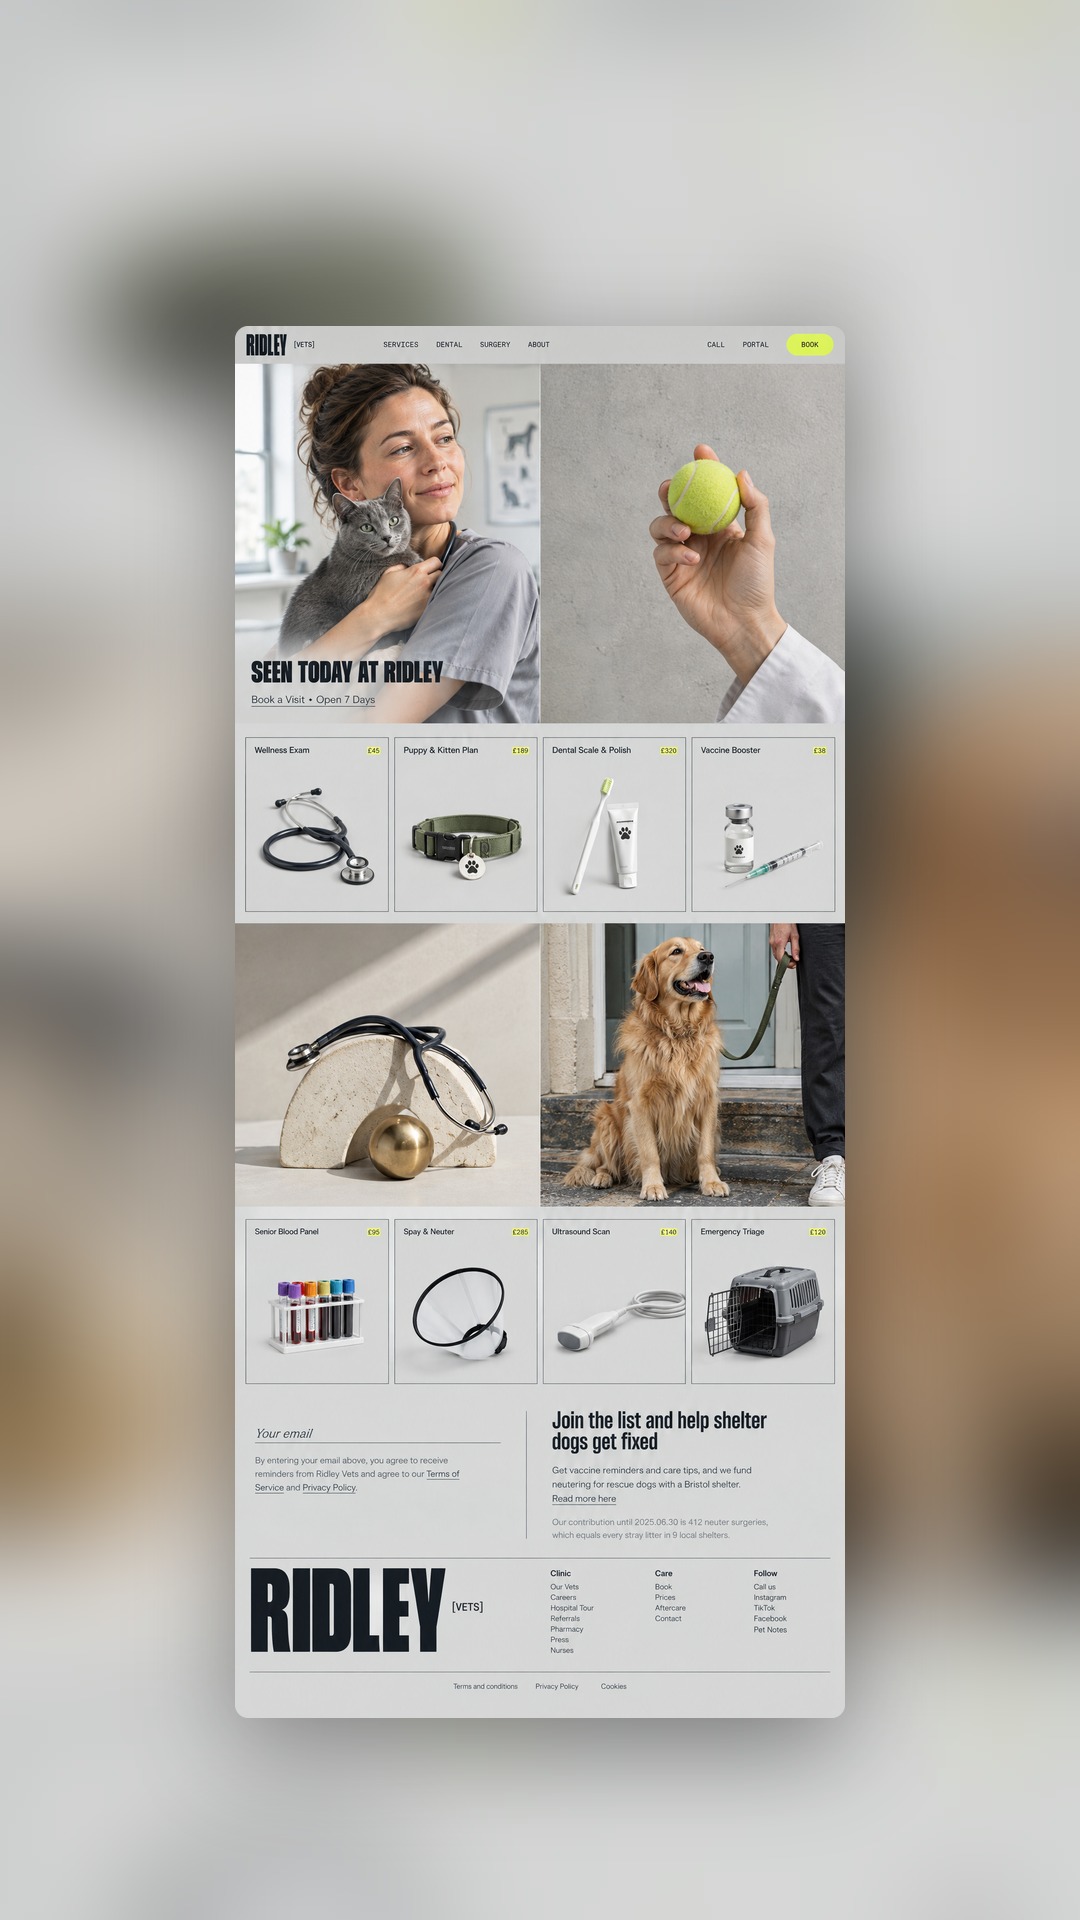 RIDLEY [VETS] SERVICES DENTAL SURGERY ABOUT CALL PORTAL BOOK
SEEN TODAY AT RIDLEY
Book a Visit • Open 7 Days
Wellness Exam £45
Puppy & Kitten Plan £189
Dental Scale & Polish £320
Vaccine Booster £38
Senior Blood Panel £95
Spay & Neuter £285
Ultrasound Scan £140
Emergency Triage £120
Your email
By entering your email above, you agree to receive
reminders from Ridley Vets and agree to our Terms of
Service and Privacy Policy.
Join the list and help shelter
dogs get fixed
Get vaccine reminders and care tips, and we fund
neutering for rescue dogs with a Bristol shelter.
Read more here
Our contribution until 2025.06.30 is 412 neuter surgeries,
which equals every stray litter in 9 local shelters.
RIDLEY [VETS]
Clinic
Our Vets
Careers
Hospital Tour
Referrals
Pharmacy
Press
Nurses
Care
Book
Prices
Aftercare
Contact
Follow
Call us
Instagram
TikTok
Facebook
Pet Notes
Terms and conditions Privacy Policy Cookies